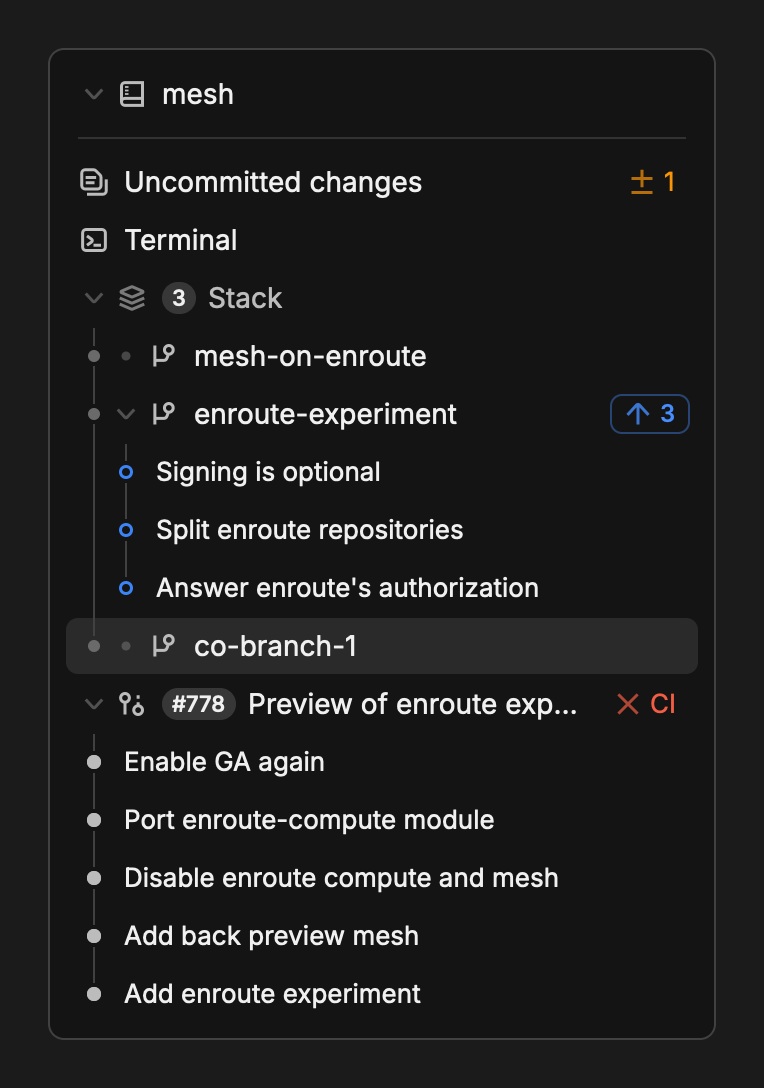 mesh
Uncommitted changes ± 1
Terminal
3 Stack
mesh-on-enroute
enroute-experiment ↑ 3
Signing is optional
Split enroute repositories
Answer enroute's authorization
co-branch-1
#778 Preview of enroute exp... CI
Enable GA again
Port enroute-compute module
Disable enroute compute and mesh
Add back preview mesh
Add enroute experiment